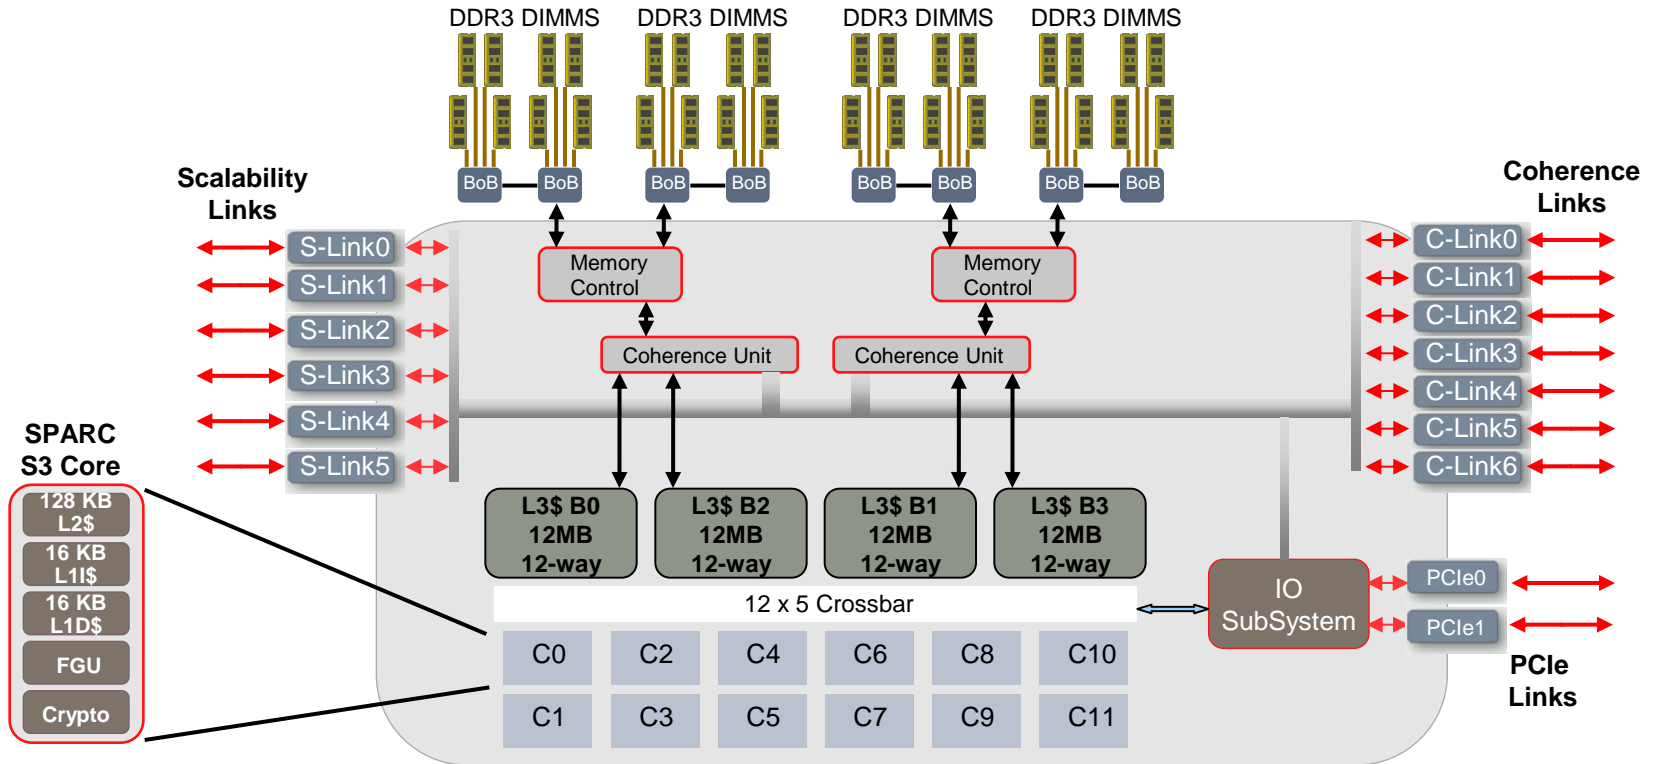 DDR3 DIMMS
DDR3 DIMMS
DDR3 DIMMS
DDR3 DIMMS
BoB
BoB
BoB
BoB
BoB
BoB
BoB
BoB
Scalability
Links
S-Link0
S-Link1
S-Link2
S-Link3
S-Link4
S-Link5
Coherence
Links
C-Link0
C-Link1
C-Link2
C-Link3
C-Link4
C-Link5
C-Link6
Memory
Control
Memory
Control
Coherence Unit
Coherence Unit
L3$ B0
12MB
12-way
L3$ B2
12MB
12-way
L3$ B1
12MB
12-way
L3$ B3
12MB
12-way
12 x 5 Crossbar
IO
SubSystem
PCIe0
PCIe1
PCIe
Links
SPARC
S3 Core
128 KB
L2$
16 KB
L1I$
16 KB
L1D$
FGU
Crypto
C0
C2
C4
C6
C8
C10
C1
C3
C5
C7
C9
C11